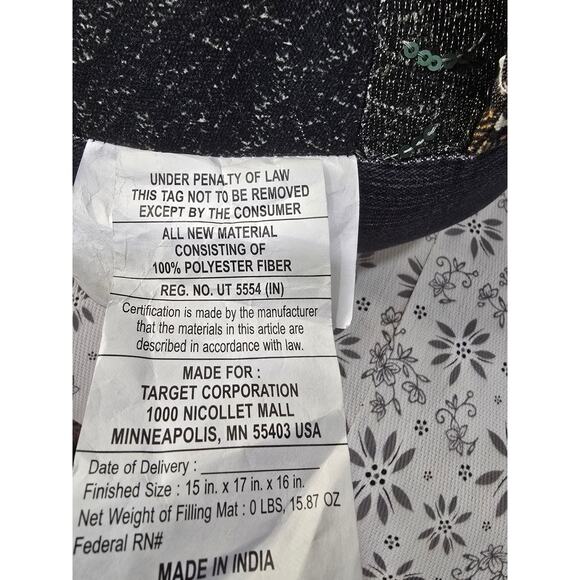 UNDER PENALTY OF LAW
THIS TAG NOT TO BE REMOVED
EXCEPT BY THE CONSUMER
ALL NEW MATERIAL
CONSISTING OF
100% POLYESTER FIBER
REG. NO. UT 5554 (IN)
Certification is made by the manufacturer
that the materials in this article are
described in accordance with law.
MADE FOR :
TARGET CORPORATION
1000 NICOLLET MALL
MINNEAPOLIS, MN 55403 USA
Date of Delivery : ____________
Finished Size : 15 in. x 17 in. x 16 in.
Net Weight of Filling Mat : 0 LBS, 15.87 OZ
Federal RN#
MADE IN INDIA